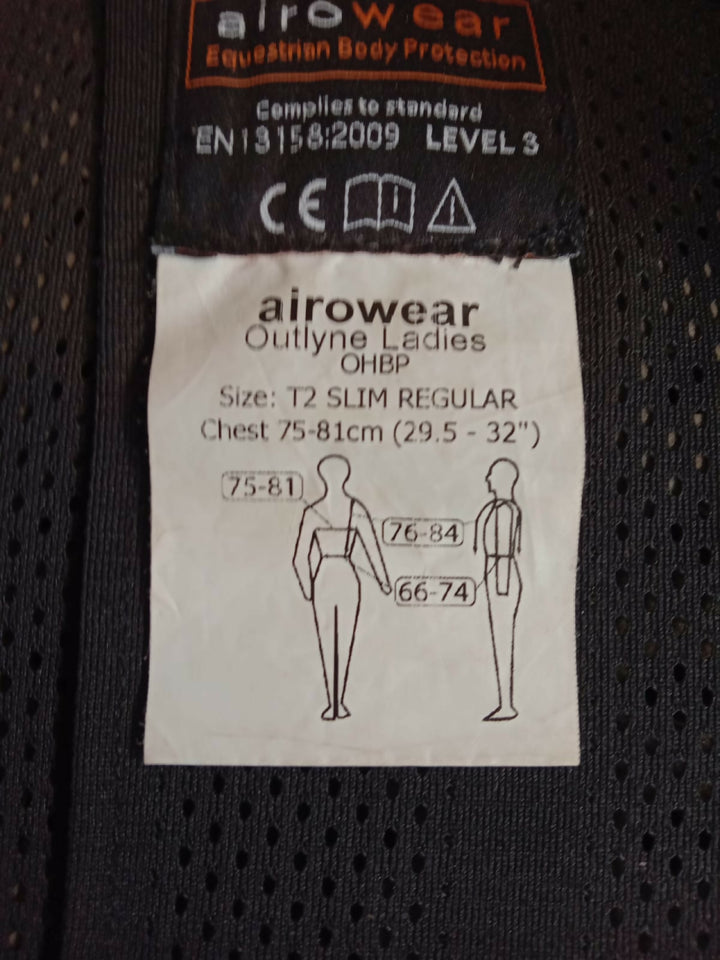 airowear
Equestrian Body Protection
Complies to standard
EN13158:2009 LEVEL 3
CE
airowear
Outlyne Ladies
OHBP
Size: T2 SLIM REGULAR
Chest 75-81cm (29.5 - 32")
75-81
76-84
66-74